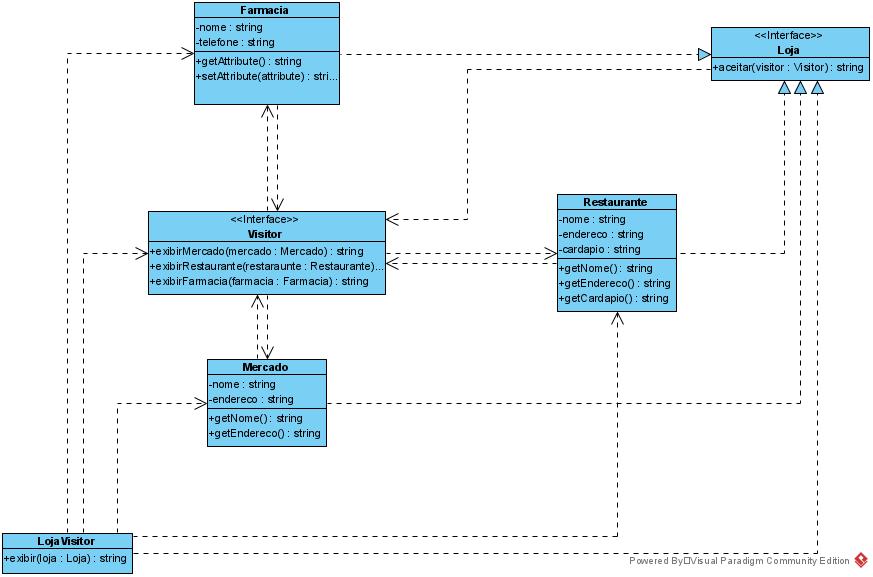 Farmacia
-nome : string
-telefone : string
+getAttribute() : string
+setAttribute(attribute) : stri...
<<Interface>>
Loja
+aceitar(visitor : Visitor) : string
<<Interface>>
Visitor
+exibirMercado(mercado : Mercado) : string
+exibirRestaurante(restaraunte : Restaurante)...
+exibirFarmacia(farmacia : Farmacia) : string
Restaurante
-nome : string
-endereco : string
-cardapio : string
+getNome() : string
+getEndereco() : string
+getCardapio() : string
Mercado
-nome : string
-endereco : string
+getNome() : string
+getEndereco() : string
LojaVisitor
+exibir(loja : Loja) : string
Powered By Visual Paradigm Community Edition